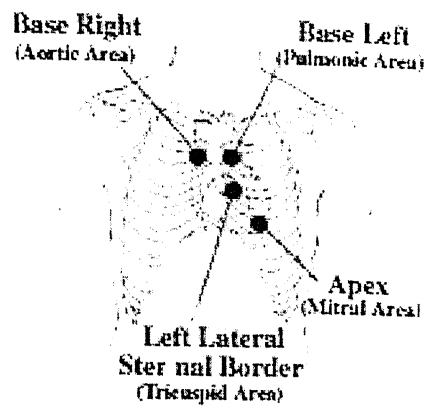 Base Right
(Aortic Area)
Base Left
(Pulmonic Area)
Apex
(Mitral Area)
Left Lateral
Ster nal Border
(Tricuspid Area)